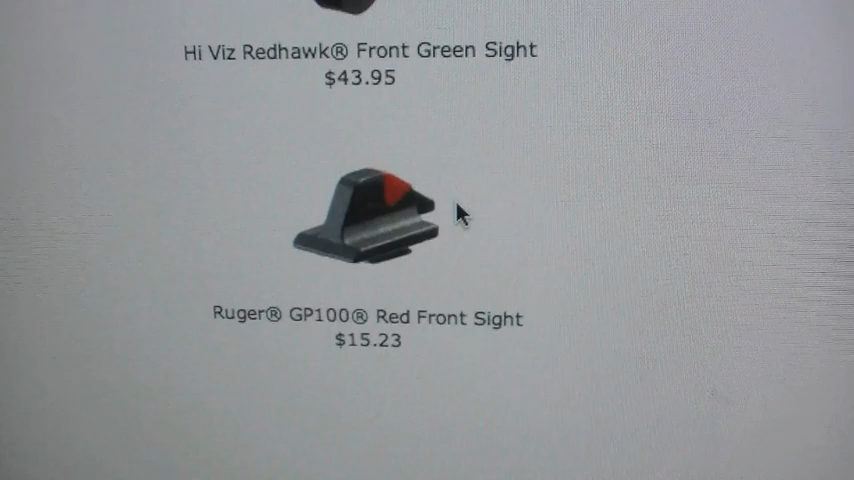 Hi Viz Redhawk® Front Green Sight
$43.95
Ruger® GP100® Red Front Sight
$15.23